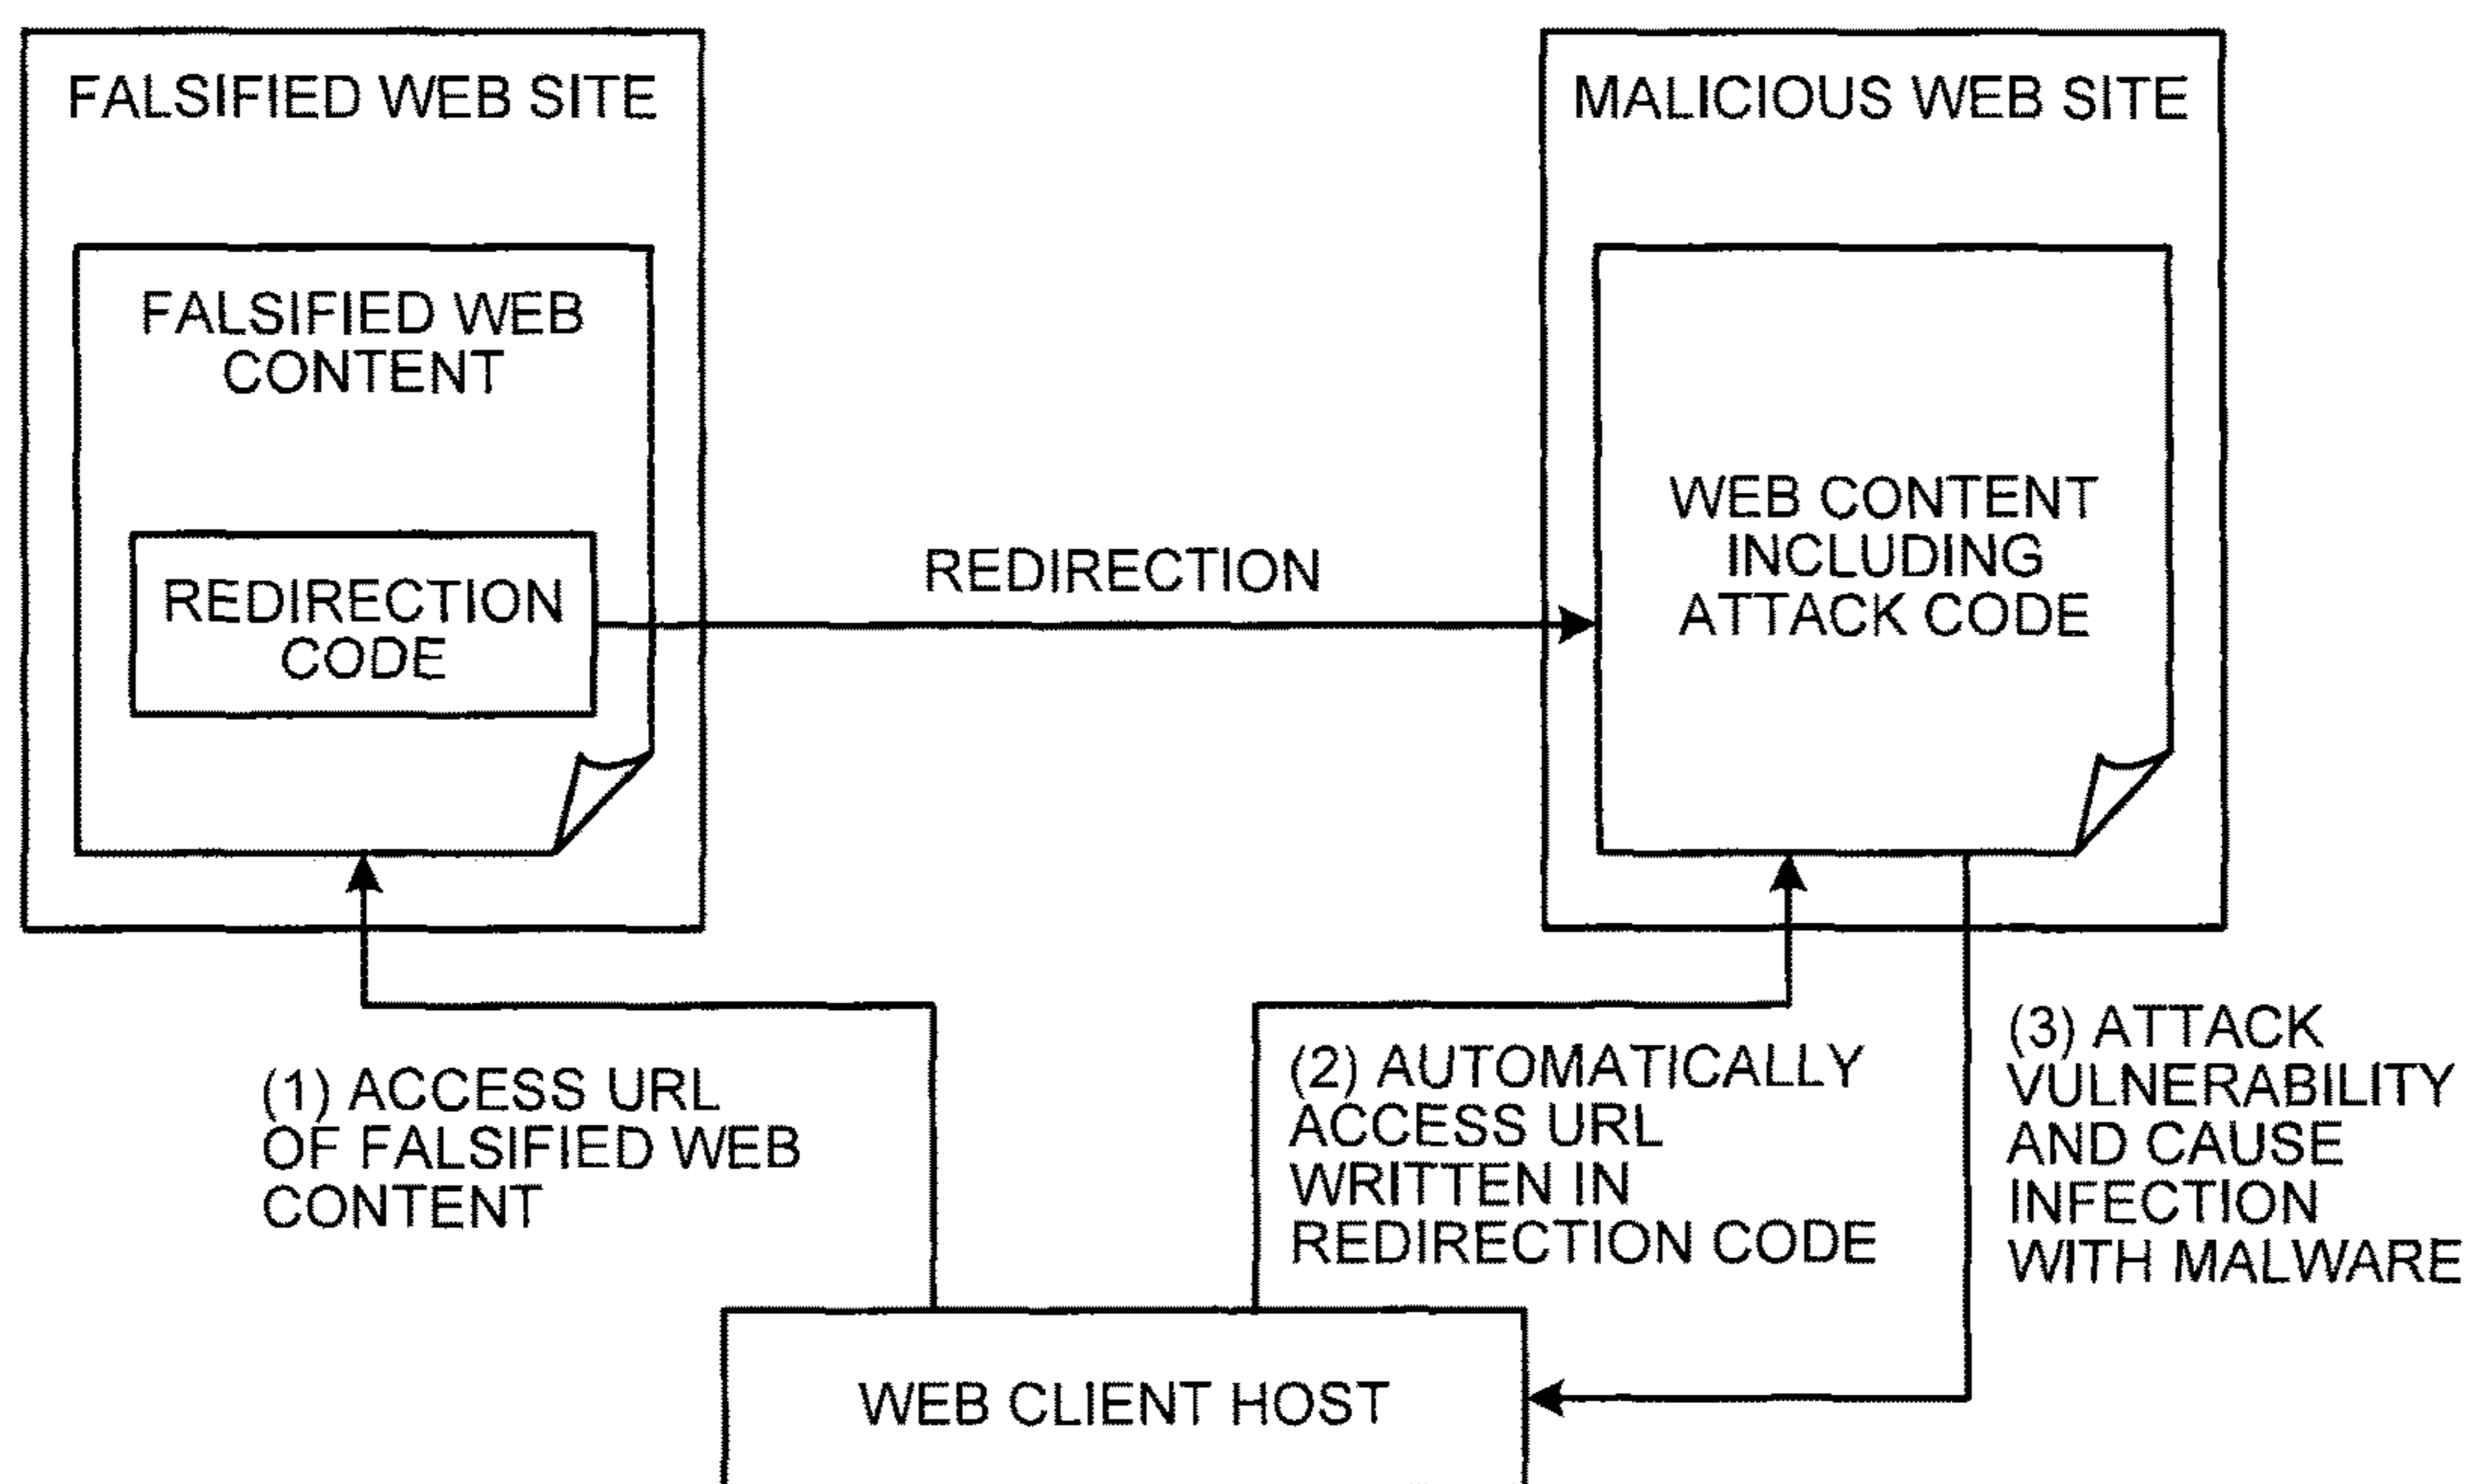 FALSIFIED WEB SITE
FALSIFIED WEB
CONTENT
REDIRECTION
CODE
REDIRECTION
MALICIOUS WEB SITE
WEB CONTENT
INCLUDING
ATTACK CODE
(1) ACCESS URL
OF FALSIFIED WEB
CONTENT
(2) AUTOMATICALLY
ACCESS URL
WRITTEN IN
REDIRECTION CODE
(3) ATTACK
VULNERABILITY
AND CAUSE
INFECTION
WITH MALWARE
WEB CLIENT HOST